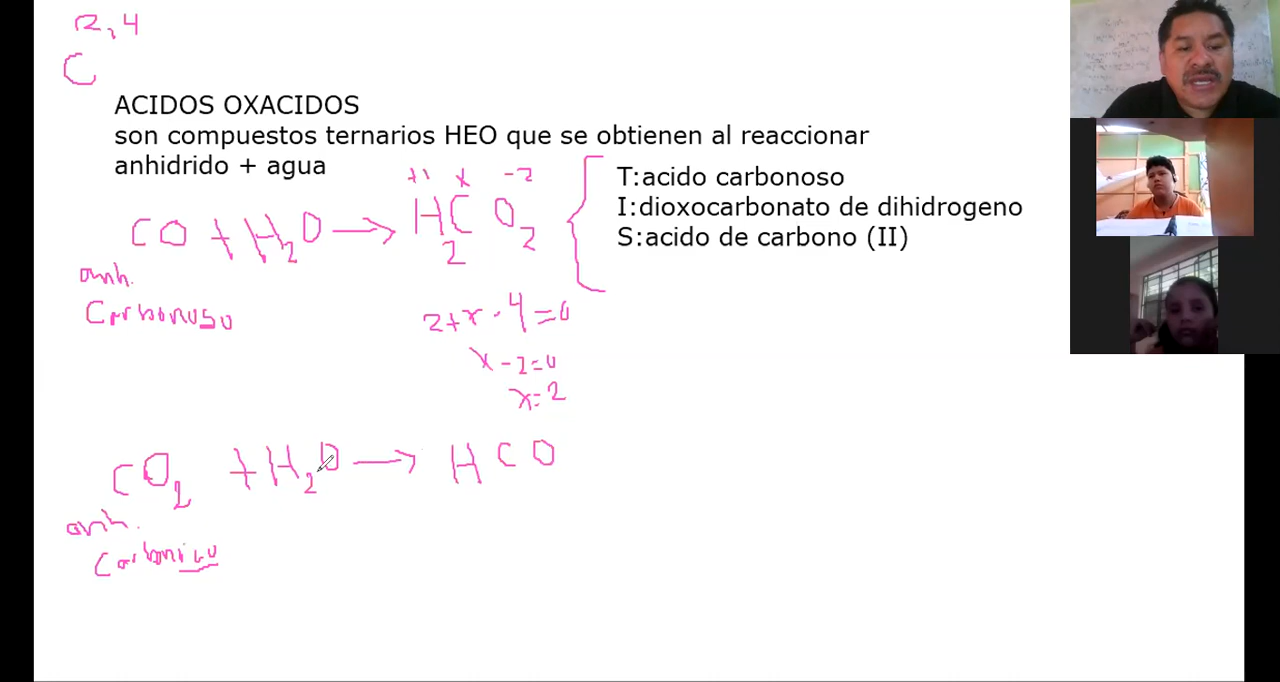 2,4
C
ACIDOS OXACIDOS
son compuestos ternarios HEO que se obtienen al reaccionar
anhidrido + agua
+1 x -2
CO + H2O → H2CO2
T:acido carbonoso
I:dioxocarbonato de dihidrogeno
S:acido de carbono (II)
anh.
Carbonoso
2+x-4=0
x-2=0
x=2
CO2 + H2O → HCO
anh.
Carbonico